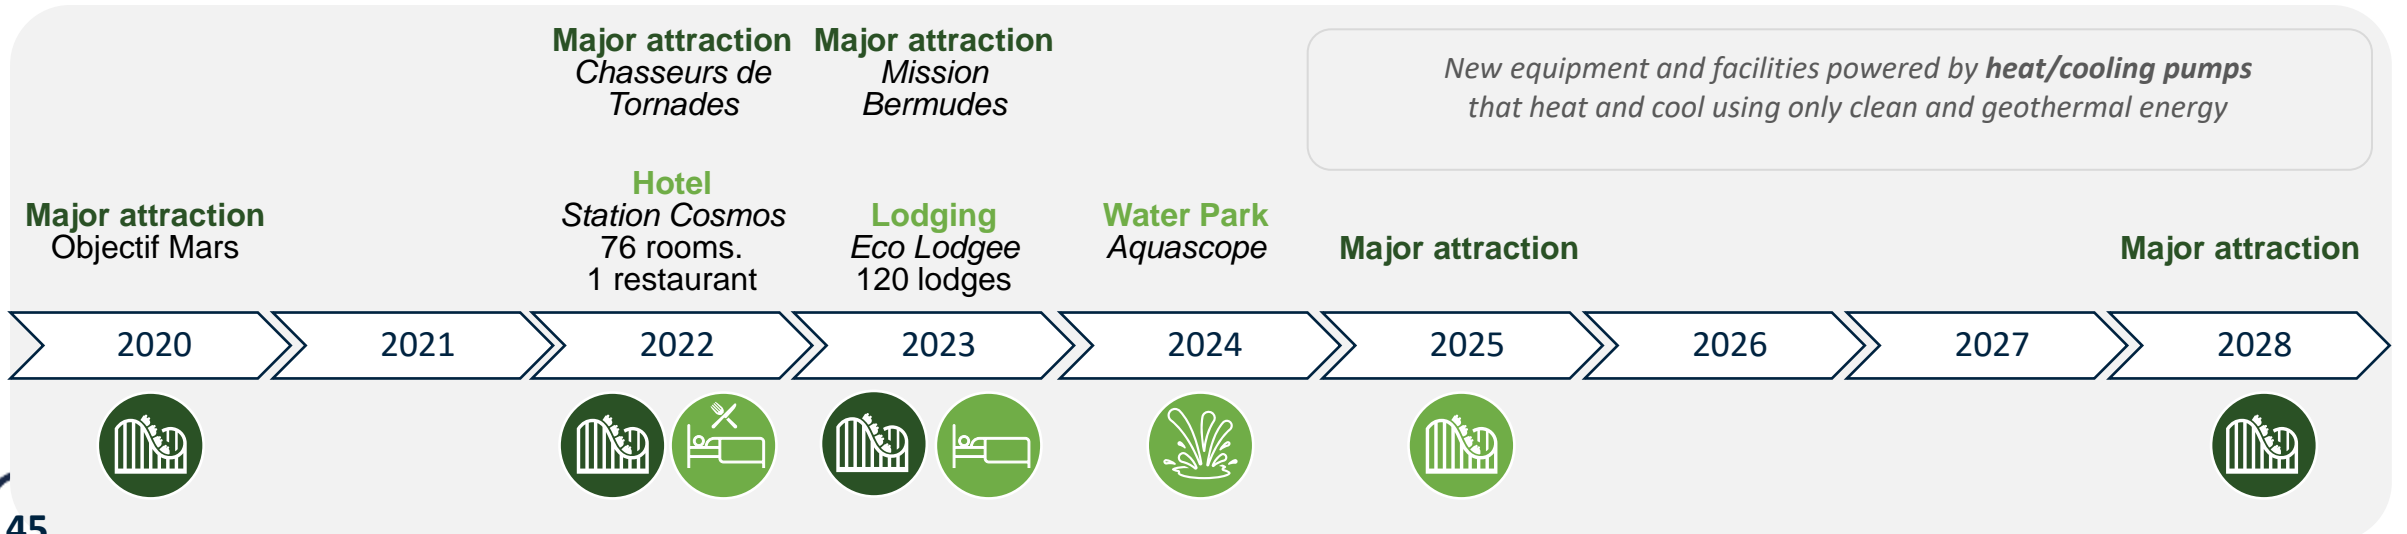 Major attraction
Chasseurs de
Tornades
Major attraction
Mission
Bermudes
New equipment and facilities powered by heat/cooling pumps
that heat and cool using only clean and geothermal energy
Major attraction
Objectif Mars
Hotel
Station Cosmos
76 rooms.
1 restaurant
Lodging
Eco Lodgee
120 lodges
Water Park
Aquascope
Major attraction
Major attraction
2020
2021
2022
2023
2024
2025
2026
2027
2028
45